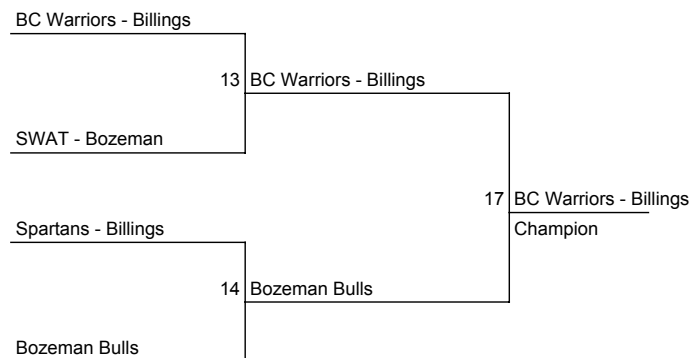 BC Warriors - Billings
13 BC Warriors - Billings
SWAT - Bozeman
17 BC Warriors - Billings
Spartans - Billings
Champion
14 Bozeman Bulls
Bozeman Bulls